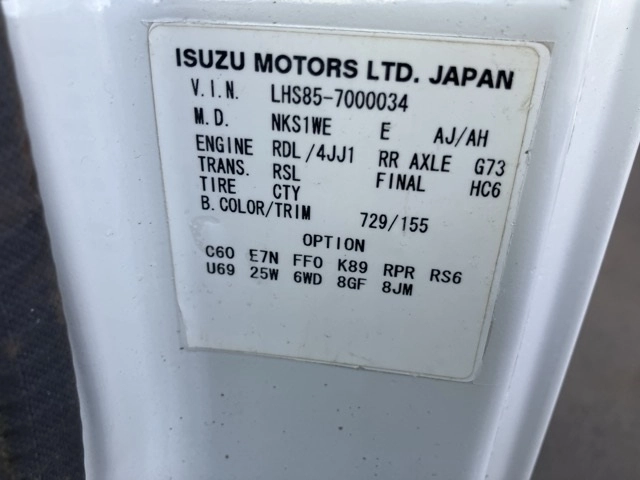 ISUZU MOTORS LTD. JAPAN
V.I.N. LHS85-7000034
M.D. NKS1WE E AJ/AH
ENGINE RDL/4JJ1 RR AXLE G73
TRANS. RSL FINAL HC6
TIRE CTY
B.COLOR/TRIM 729/155
OPTION
C60 E7N FF0 K89 RPR RS6
U69 25W 6WD 8GF 8JM